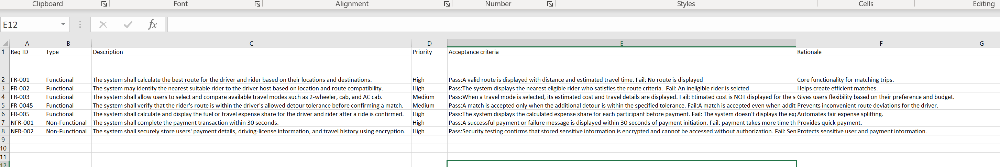 Clipboard Font Alignment Number Styles Cells Editing
E12 fx
A B C D E F G
1 Req ID Type Description Priority Acceptance criteria Rationale
2 FR-001 Functional The system shall calculate the best route for the driver and rider based on their locations and destinations. High Pass:A valid route is displayed with distance and estimated travel time. Fail: No route is displayed Core functionality for matching trips.
3 FR-002 Functional The system may identify the nearest suitable rider to the driver host based on location and route compatibility. High Pass:The system displays the nearest eligible rider who satisfies the route criteria. Fail: An ineligible rider is selcted Helps create efficient matches.
4 FR-003 Functional The system shall allow users to select and compare available travel modes such as 2-wheeler, cab, and AC cab. Medium Pass:When a travel mode is selected, its estimated cost and travel details are displayed. Fail: Etimated cost is NOT displayed for the s Gives users flexibility based on their preference and budget.
5 FR-0045 Functional The system shall verify that the rider's route is within the driver's allowed detour tolerance before confirming a match. Medium Pass:A match is accepted only when the additional detour is within the specified tolerance. Fail:A match is accepted even when addit Prevents inconvenient route deviations for the driver.
6 FR-005 Functional The system shall calculate and display the fuel or travel expense share for the driver and rider after a ride is confirmed. High Pass:The system displays the calculated expense share for each participant before payment. Fail: The system doesn't displays the exp Automates fair expense splitting.
7 NFR-001 Non-Functional The system shall complete the payment transaction within 30 seconds. High Pass:A successful payment or failure message is displayed within 30 seconds of payment initiation. Fail: payment takes more time th Provides quick payment.
8 NFR-002 Non-Functional The system shall securely store users' payment details, driving-license information, and travel history using encryption. High Pass:Security testing confirms that stored sensitive information is encrypted and cannot be accessed without authorization. Fail: Sen Protects sensitive user and payment information.
9
10
11
12